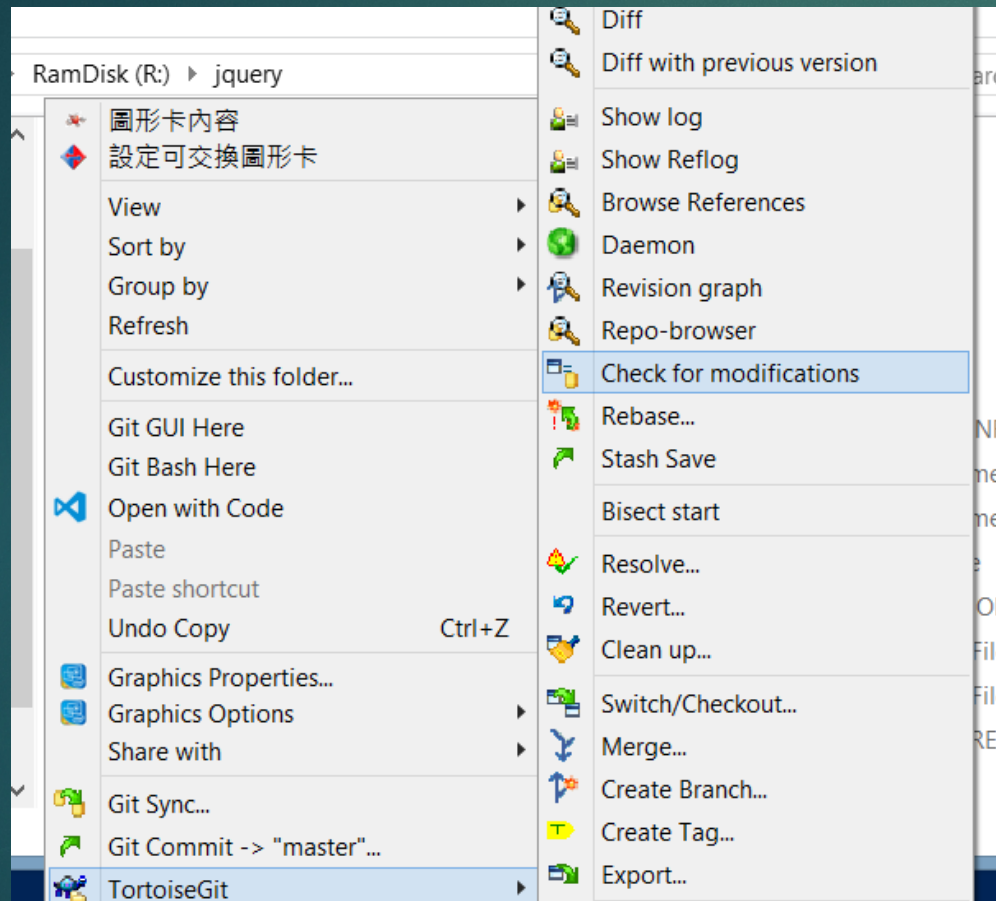 RamDisk (R:) jquery
圖形卡內容
設定可交換圖形卡
View
Sort by
Group by
Refresh
Customize this folder...
Git GUI Here
Git Bash Here
Open with Code
Paste
Paste shortcut
Undo Copy Ctrl+Z
Graphics Properties...
Graphics Options
Share with
Git Sync...
Git Commit -> "master"...
TortoiseGit
Diff
Diff with previous version
Show log
Show Reflog
Browse References
Daemon
Revision graph
Repo-browser
Check for modifications
Rebase...
Stash Save
Bisect start
Resolve...
Revert...
Clean up...
Switch/Checkout...
Merge...
Create Branch...
Create Tag...
Export...